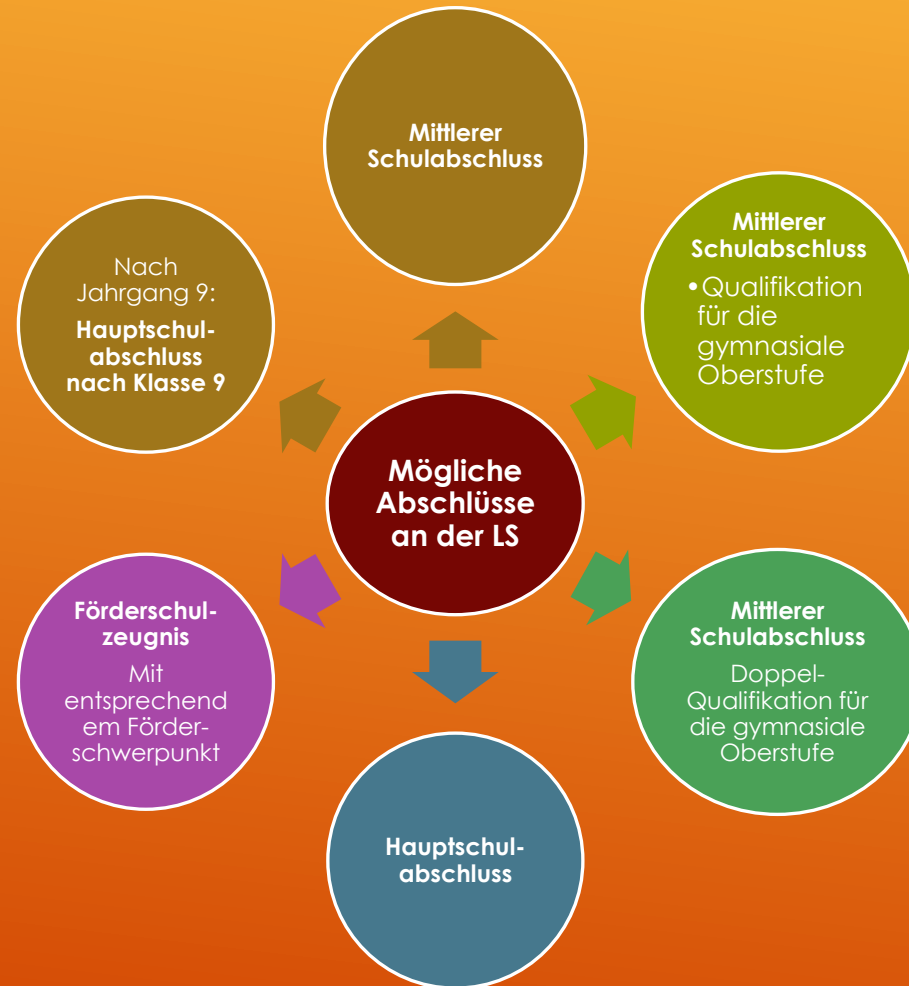 Mittlerer
Schulabschluss
Mittlerer
Schulabschluss
•Qualifikation
für die
gymnasiale
Oberstufe
Nach
Jahrgang 9:
Hauptschul-
abschluss
nach Klasse 9
Mögliche
Abschlüsse
an der LS
Förderschul-
zeugnis
Mit
entsprechend
em Förder-
schwerpunkt
Mittlerer
Schulabschluss
Doppel-
Qualifikation für
die gymnasiale
Oberstufe
Hauptschul-
abschluss